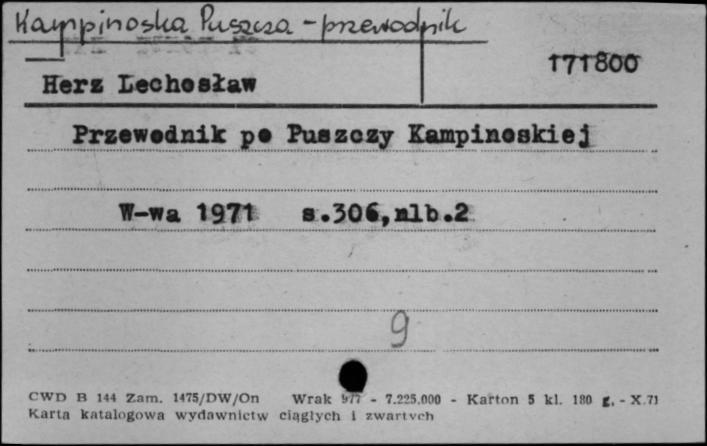 Kampinoska Puszcza - przewodnik
171800
Herz Lechosław
Przewodnik po Puszczy Kampinoskiej
W-wa 1971 s.306,nlb.2
9
CWD B 144 Zam. 1475/DW/On Wrak 977 - 7.225.000 - Karton 5 kl. 180 g. - X.71
Karta katalogowa wydawnictw ciągłych i zwartych